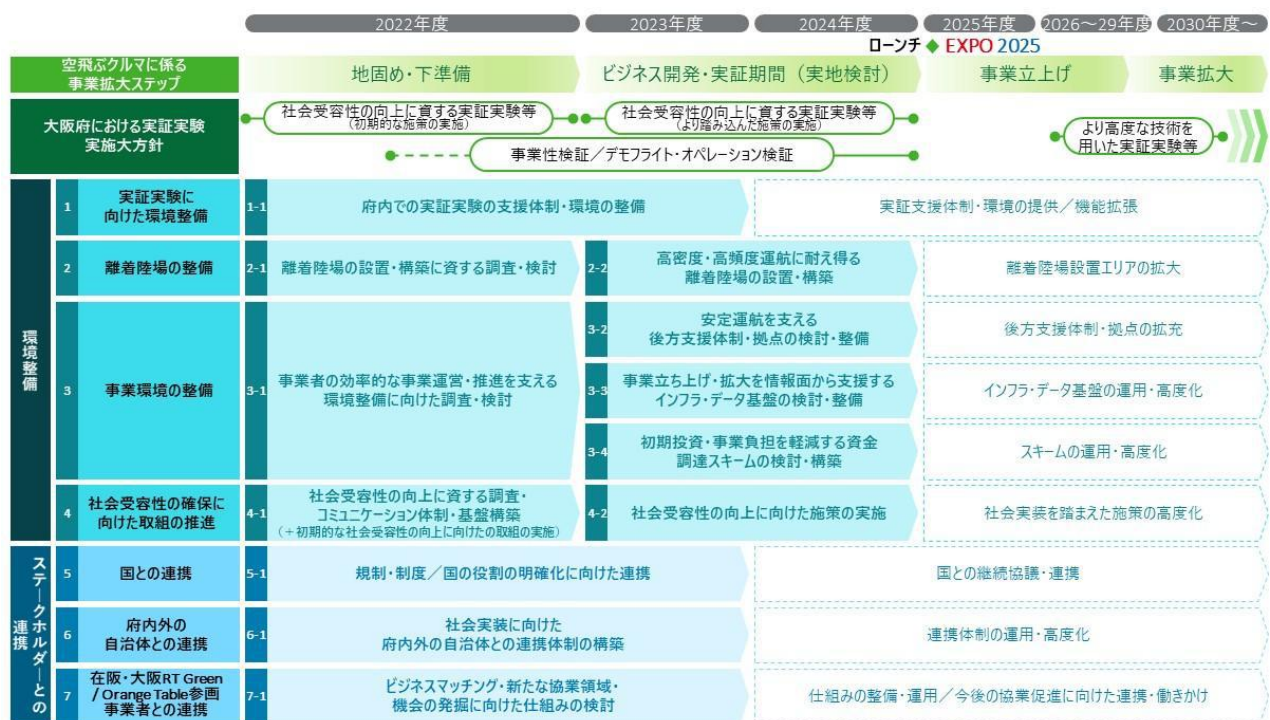 2022年度
2023年度
2024年度
2025年度
2026～29年度
2030年度～
ローンチ ◆ EXPO 2025
空飛ぶクルマに係る
事業拡大ステップ
地固め・下準備
ビジネス開発・実証期間（実地検討）
事業立上げ
事業拡大
大阪府における実証実験
実施大方針
社会受容性の向上に資する実証実験等
（初期的な施策の実施）
社会受容性の向上に資する実証実験等
（より踏み込んだ施策の実施）
事業性検証／デモフライト・オペレーション検証
より高度な技術を
用いた実証実験等
環境整備
1
実証実験に
向けた環境整備
1-1
府内での実証実験の支援体制・環境の整備
実証支援体制・環境の提供／機能拡張
2
離着陸場の整備
2-1
離着陸場の設置・構築に資する調査・検討
2-2
高密度・高頻度運航に耐え得る
離着陸場の設置・構築
離着陸場設置エリアの拡大
3
事業環境の整備
3-1
事業者の効率的な事業運営・推進を支える
環境整備に向けた調査・検討
3-2
安定運航を支える
後方支援体制・拠点の検討・整備
後方支援体制・拠点の拡充
3-3
事業立ち上げ・拡大を情報面から支援する
インフラ・データ基盤の検討・整備
インフラ・データ基盤の運用・高度化
3-4
初期投資・事業負担を軽減する資金
調達スキームの検討・構築
スキームの運用・高度化
4
社会受容性の確保に
向けた取組の推進
4-1
社会受容性の向上に資する調査・
コミュニケーション体制・基盤構築
（＋初期的な社会受容性の向上に向けたの取組の実施）
4-2
社会受容性の向上に向けた施策の実施
社会実装を踏まえた施策の高度化
ステークホルダーとの
連携
5
国との連携
5-1
規制・制度／国の役割の明確化に向けた連携
国との継続協議・連携
6
府内外の
自治体との連携
6-1
社会実装に向けた
府内外の自治体との連携体制の構築
連携体制の運用・高度化
7
在阪・大阪RT Green
/ Orange Table参画
事業者との連携
7-1
ビジネスマッチング・新たな協業領域・
機会の発掘に向けた仕組みの検討
仕組みの整備・運用／今後の協業促進に向けた連携・働きかけ